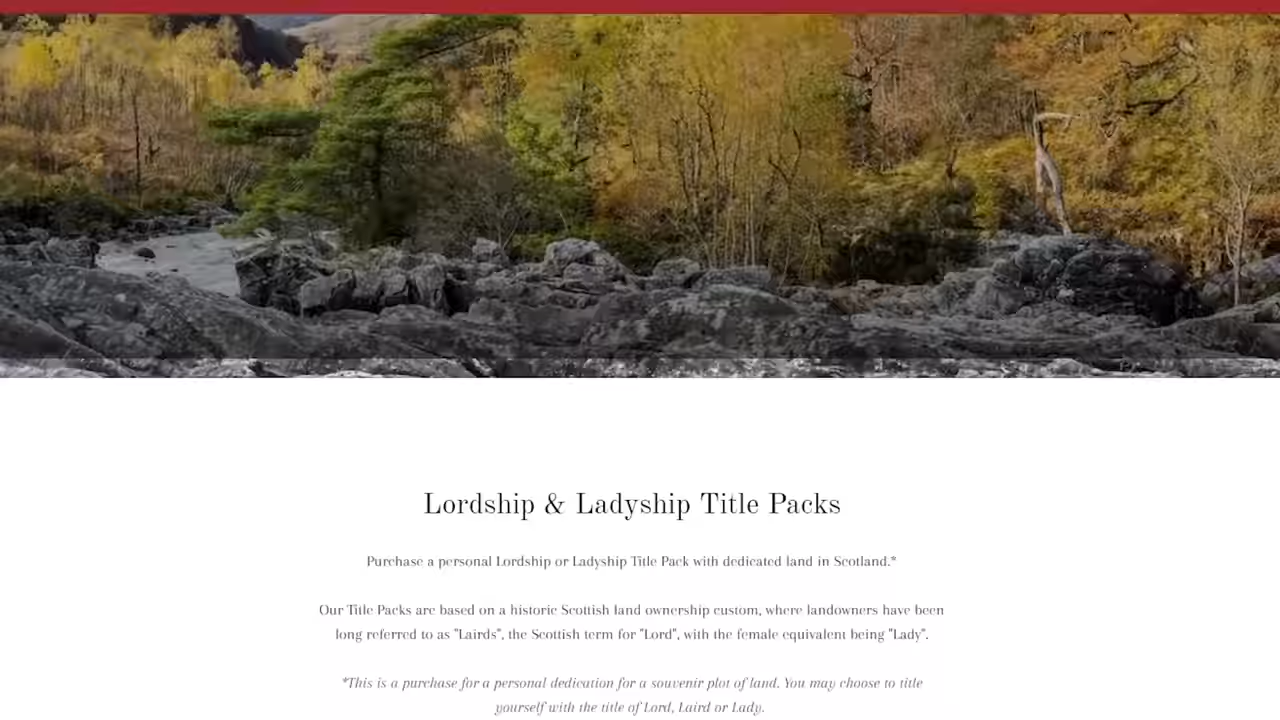 Lordship & Ladyship Title Packs
Purchase a personal Lordship or Ladyship Title Pack with dedicated land in Scotland.*
Our Title Packs are based on a historic Scottish land ownership custom, where landowners have been
long referred to as "Lairds", the Scottish term for "Lord", with the female equivalent being "Lady".
*This is a purchase for a personal dedication for a souvenir plot of land. You may choose to title
yourself with the title of Lord, Laird or Lady.